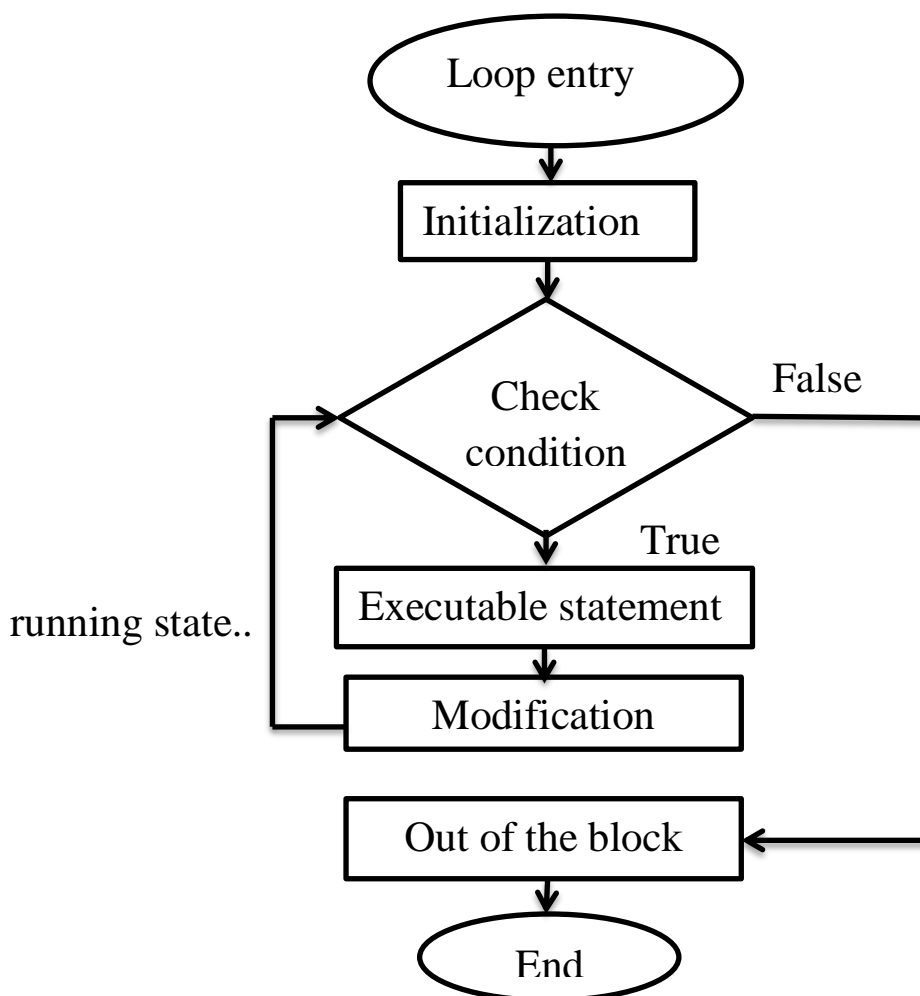 Loop entry
Initialization
Check
condition
False
True
Executable statement
running state..
Modification
Out of the block
End